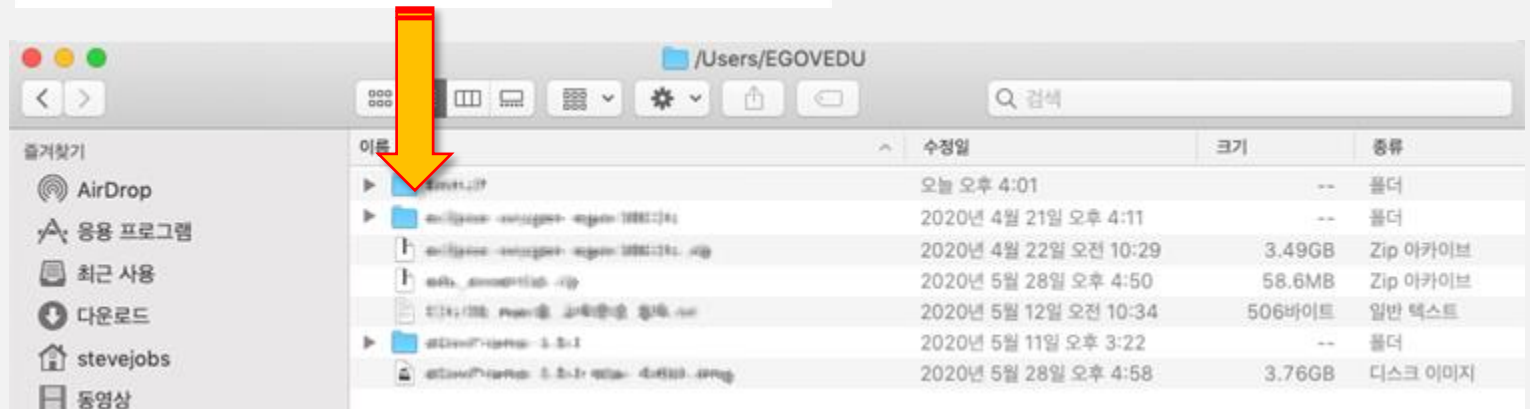 /Users/EGOVEDU
검색
즐겨찾기
이름 수정일 크기 종류
AirDrop
오늘 오후 4:01 -- 폴더
응용 프로그램
2020년 4월 21일 오후 4:11 -- 폴더
2020년 4월 22일 오전 10:29 3.49GB Zip 아카이브
최근 사용
2020년 5월 28일 오후 4:50 58.6MB Zip 아카이브
다운로드
2020년 5월 12일 오전 10:34 506바이트 일반 텍스트
stevejobs
2020년 5월 11일 오후 3:22 -- 폴더
2020년 5월 28일 오후 4:58 3.76GB 디스크 이미지
동영상